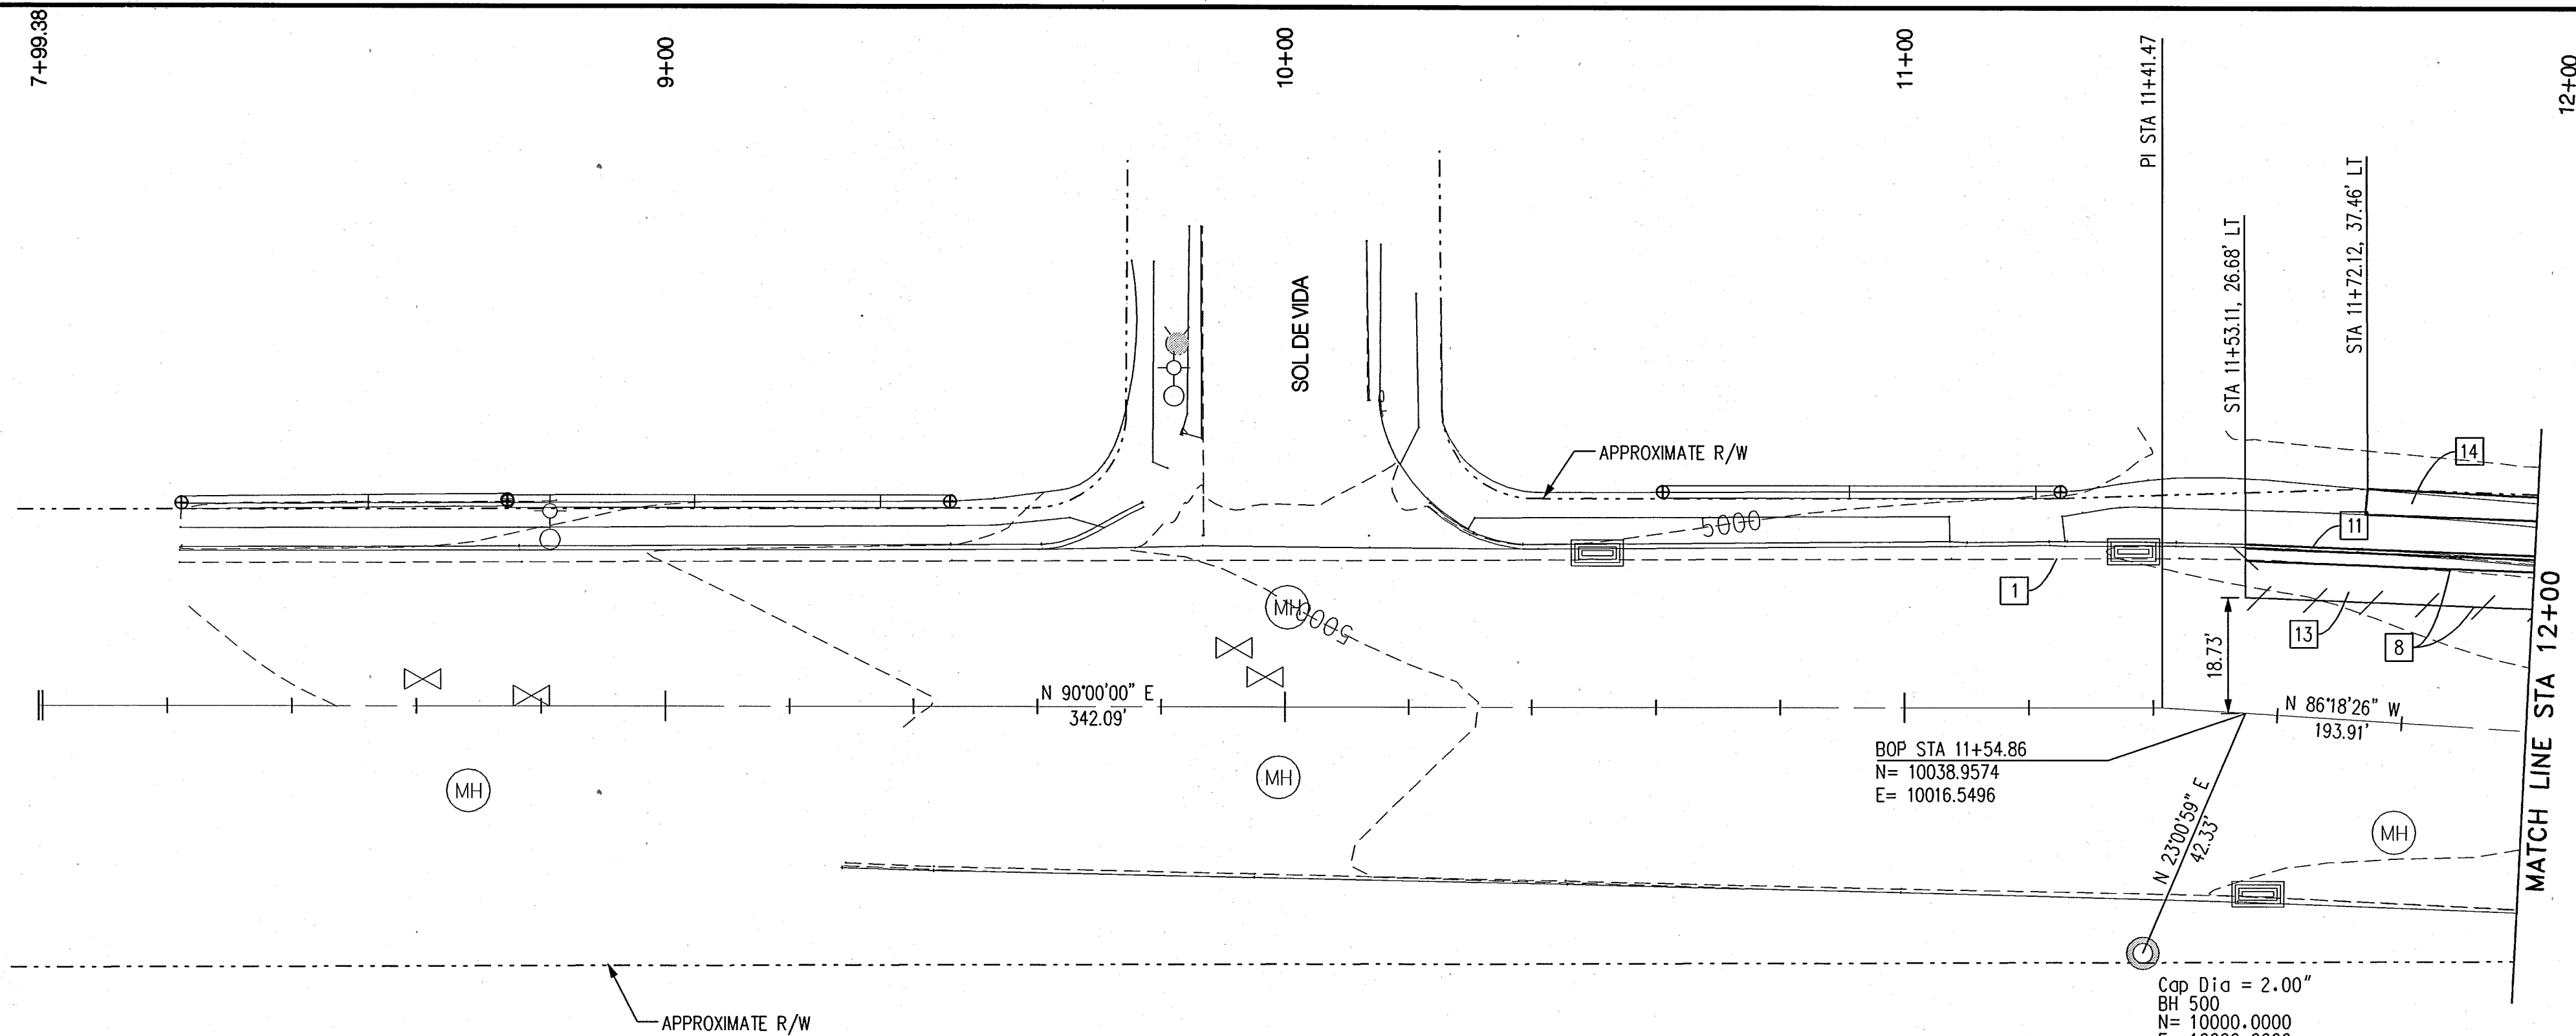 7+99.38
9+00
10+00
11+00
12+00
PI STA 11+41.47
STA 11+53.11, 26.68' LT
STA 11+72.12, 37.46' LT
SOL DE VIDA
APPROXIMATE R/W
14
11
5000
1
13
8
MH
5000
18.73'
N 90°00'00" E
342.09'
N 86°18'26" W
193.91'
BOP STA 11+54.86
N= 10038.9574
E= 10016.5496
MH
MH
MH
N 23°00'59" E
42.33'
MATCH LINE STA 12+00
APPROXIMATE R/W
Cap Dia = 2.00"
BH 500
N= 10000.0000